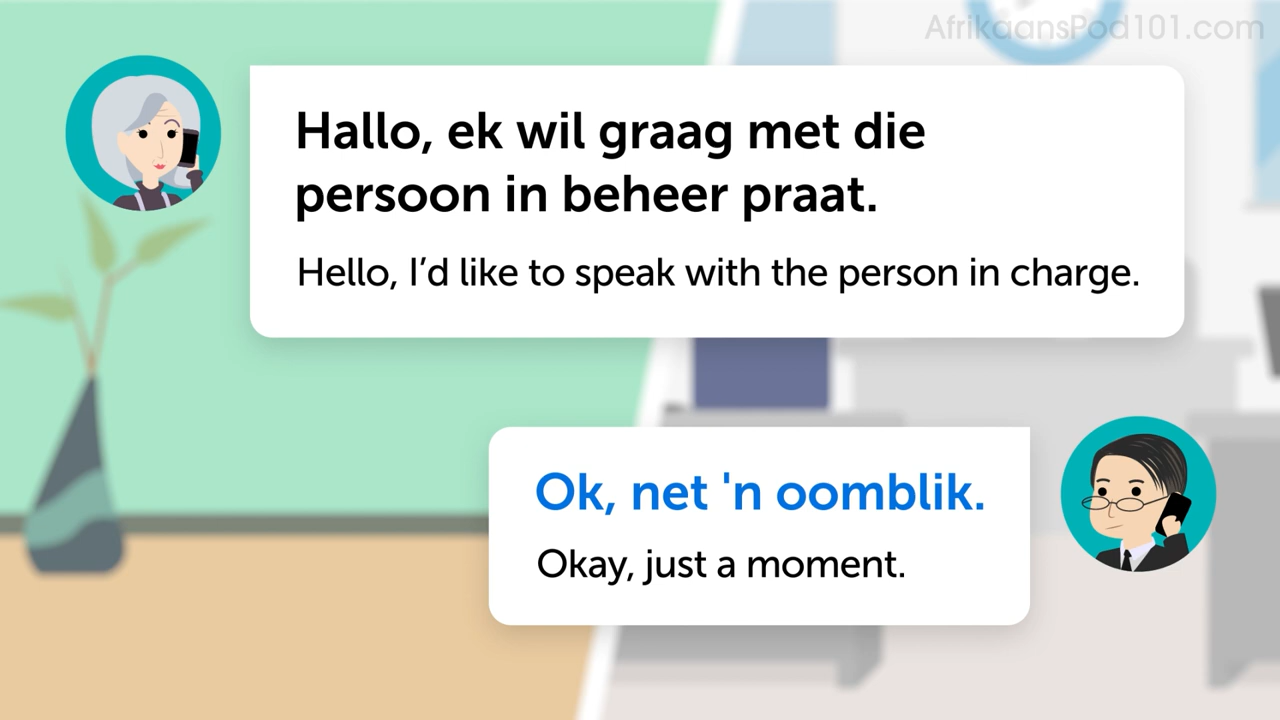 AfrikaansPod101.com
Hallo, ek wil graag met die
persoon in beheer praat.
Hello, I’d like to speak with the person in charge.
Ok, net 'n oomblik.
Okay, just a moment.